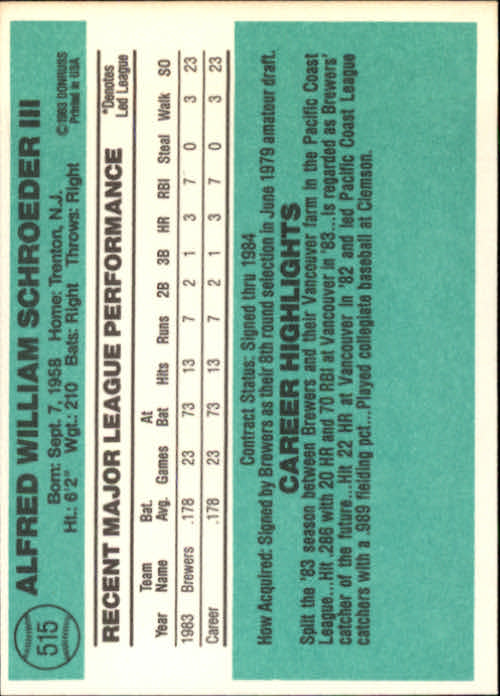 515
ALFRED WILLIAM SCHROEDER III
Born: Sept. 7, 1958 Home: Trenton, N.J.
Ht.: 6'2" Wgt.: 210 Bats: Right Throws: Right
©1983 DONRUSS
Printed in USA
RECENT MAJOR LEAGUE PERFORMANCE
*Denotes
Led League
Year Team Name Bat. Avg. Games At Bat Hits Runs 2B 3B HR RBI Steal Walk SO
1983 Brewers .178 23 73 13 7 2 1 3 7 0 3 23
Career .178 23 73 13 7 2 1 3 7 0 3 23
Contract Status: Signed thru 1984
How Acquired: Signed by Brewers as their 8th round selection in June 1979 amateur draft.
CAREER HIGHLIGHTS
Split the '83 season between Brewers and their Vancouver farm in the Pacific Coast
League...Hit .286 with 20 HR and 70 RBI at Vancouver in '83...Is regarded as Brewers'
catcher of the future...Hit 22 HR at Vancouver in '82 and led Pacific Coast League
catchers with a .989 fielding pct....Played collegiate baseball at Clemson.